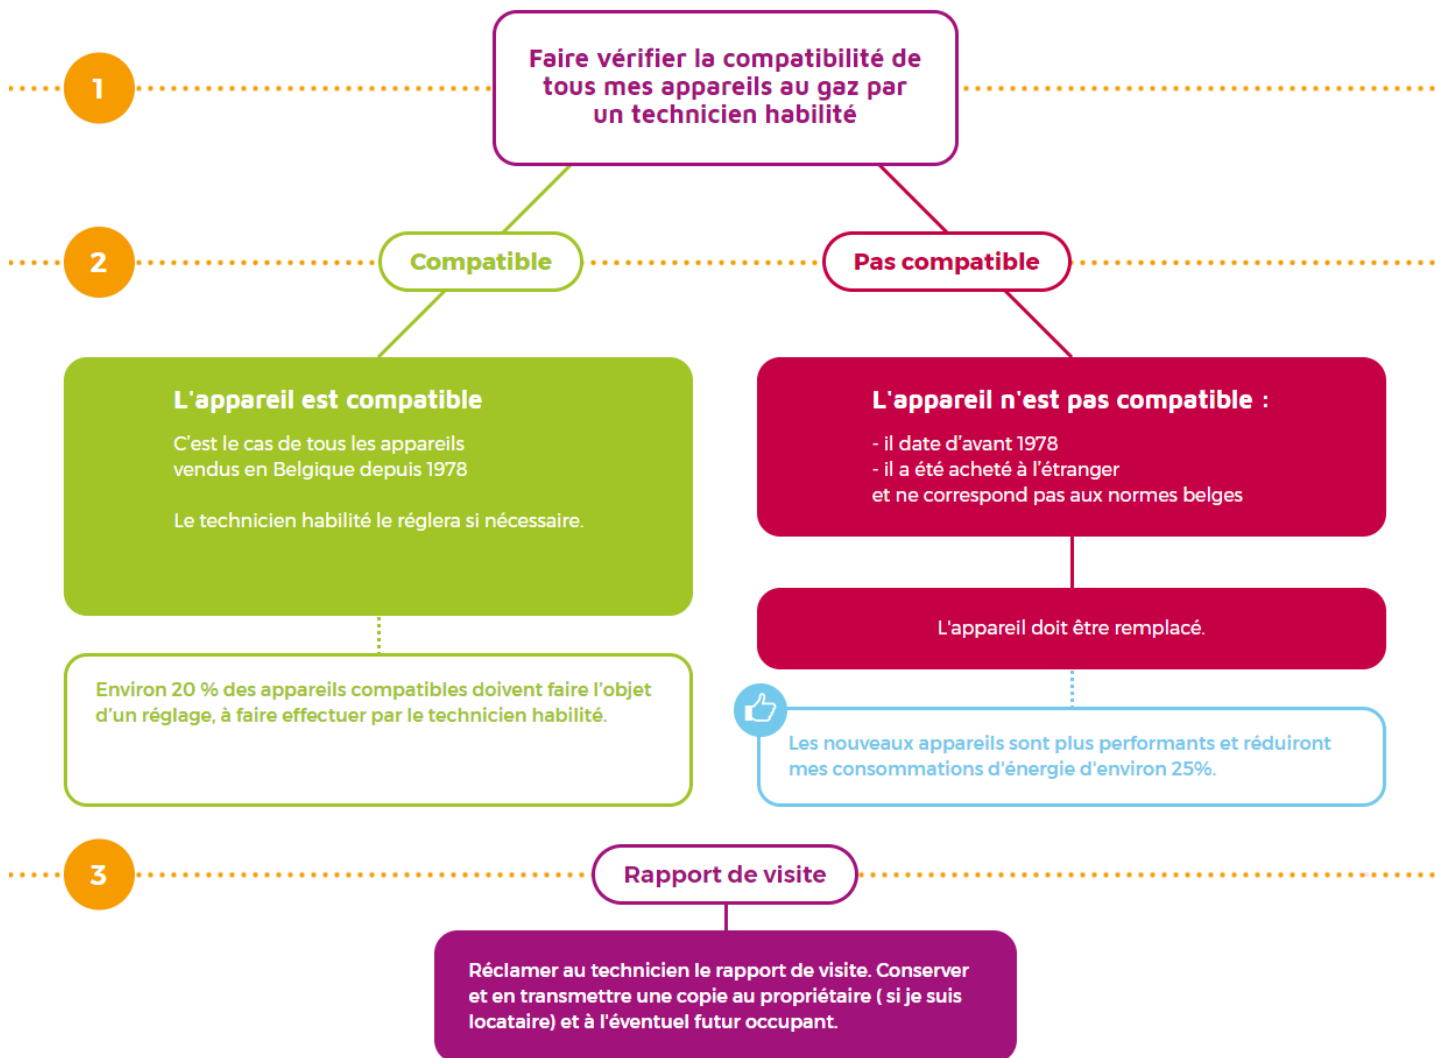 1
Faire vérifier la compatibilité de
tous mes appareils au gaz par
un technicien habilité
2
Compatible
Pas compatible
L'appareil est compatible
C'est le cas de tous les appareils
vendus en Belgique depuis 1978
Le technicien habilité le réglera si nécessaire.
Environ 20 % des appareils compatibles doivent faire l'objet
d'un réglage, à faire effectuer par le technicien habilité.
L'appareil n'est pas compatible :
- il date d'avant 1978
- il a été acheté à l'étranger
et ne correspond pas aux normes belges
L'appareil doit être remplacé.
Les nouveaux appareils sont plus performants et réduiront
mes consommations d'énergie d'environ 25%.
3
Rapport de visite
Réclamer au technicien le rapport de visite. Conserver
et en transmettre une copie au propriétaire ( si je suis
locataire) et à l'éventuel futur occupant.